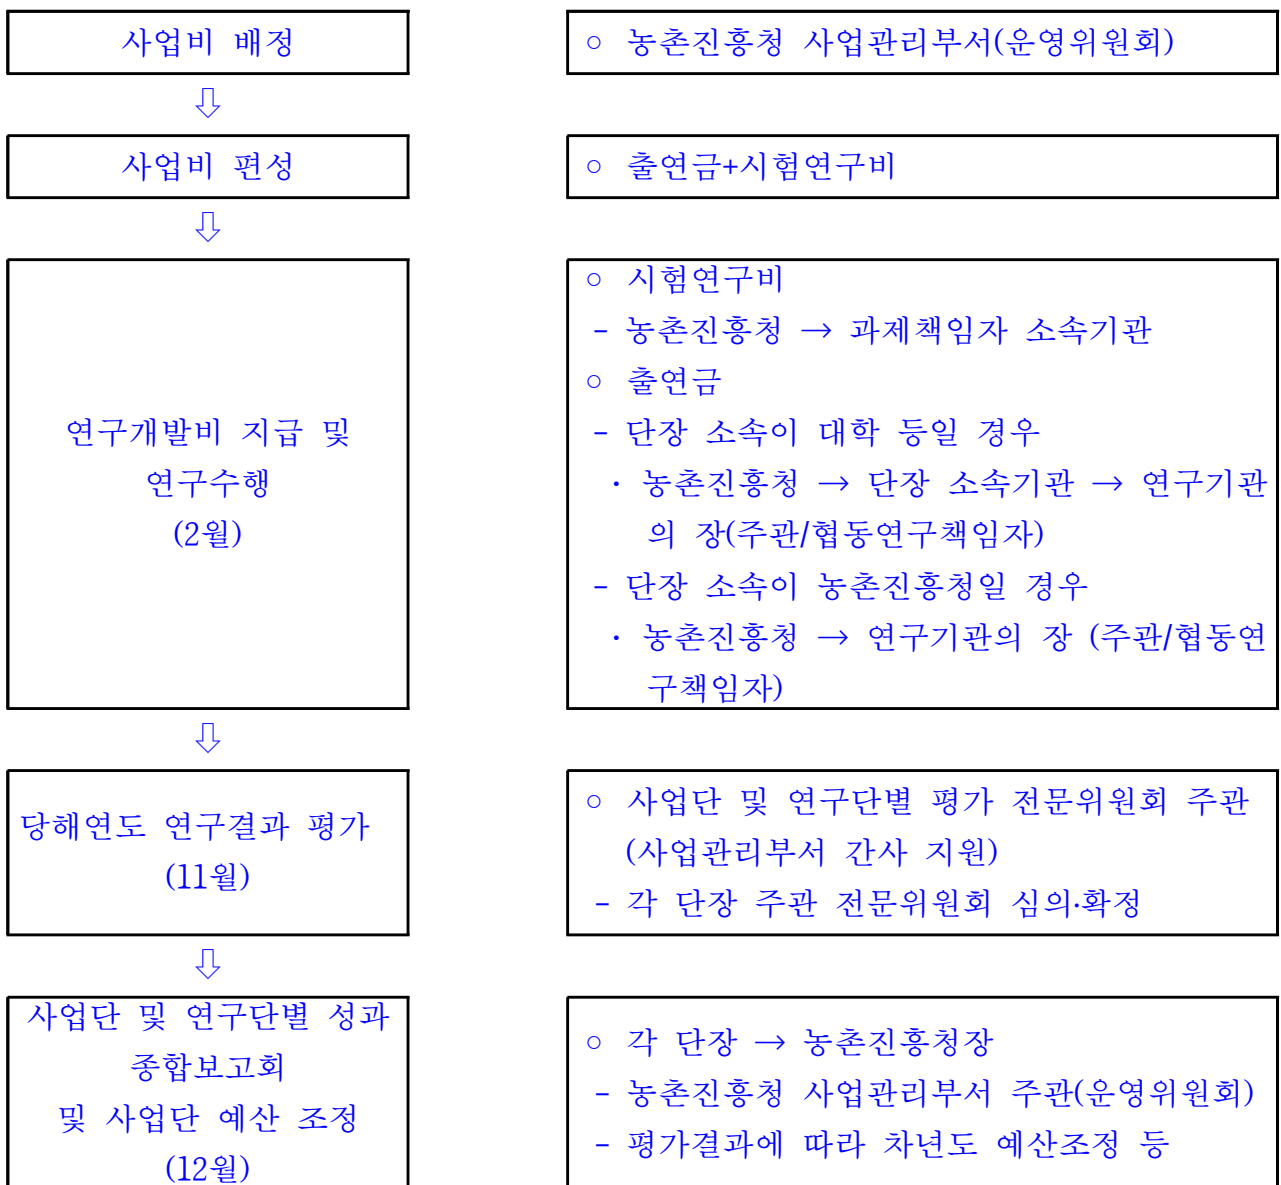 사업비 배정
○ 농촌진흥청 사업관리부서(운영위원회)
⇩
사업비 편성
○ 출연금+시험연구비
⇩
연구개발비 지급 및
연구수행
(2월)
○ 시험연구비
- 농촌진흥청 → 과제책임자 소속기관
○ 출연금
- 단장 소속이 대학 등일 경우
· 농촌진흥청 → 단장 소속기관 → 연구기관
의 장(주관/협동연구책임자)
- 단장 소속이 농촌진흥청일 경우
· 농촌진흥청 → 연구기관의 장 (주관/협동연
구책임자)
⇩
당해연도 연구결과 평가
(11월)
○ 사업단 및 연구단별 평가 전문위원회 주관
(사업관리부서 간사 지원)
- 각 단장 주관 전문위원회 심의·확정
⇩
사업단 및 연구단별 성과
종합보고회
및 사업단 예산 조정
(12월)
○ 각 단장 → 농촌진흥청장
- 농촌진흥청 사업관리부서 주관(운영위원회)
- 평가결과에 따라 차년도 예산조정 등